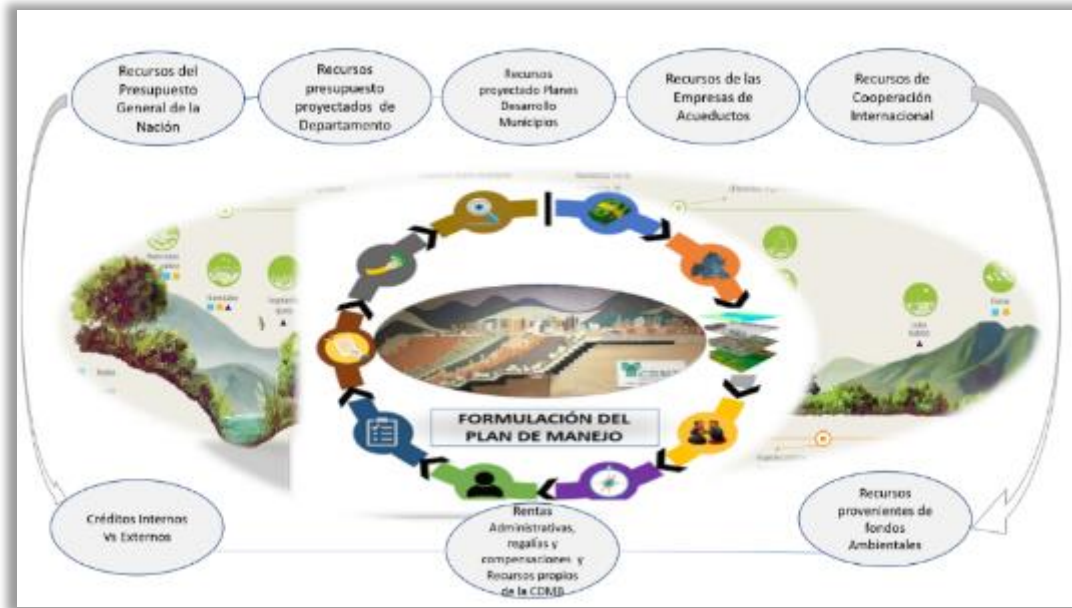 Recursos del
Presupuesto
General de la
Nación
Recursos
presupuesto
proyectados de
Departamento
Recursos
proyectado Planes
Desarrollo
Municipios
Recursos de las
Empresas de
Acueductos
Recursos de
Cooperación
Internacional
FORMULACIÓN DEL
PLAN DE MANEJO
Créditos Internos
Vs Externos
Rentas
Administrativas,
regalías y
compensaciones y
Recursos propios
de la CDMB
Recursos
provenientes de
fondos
Ambientales